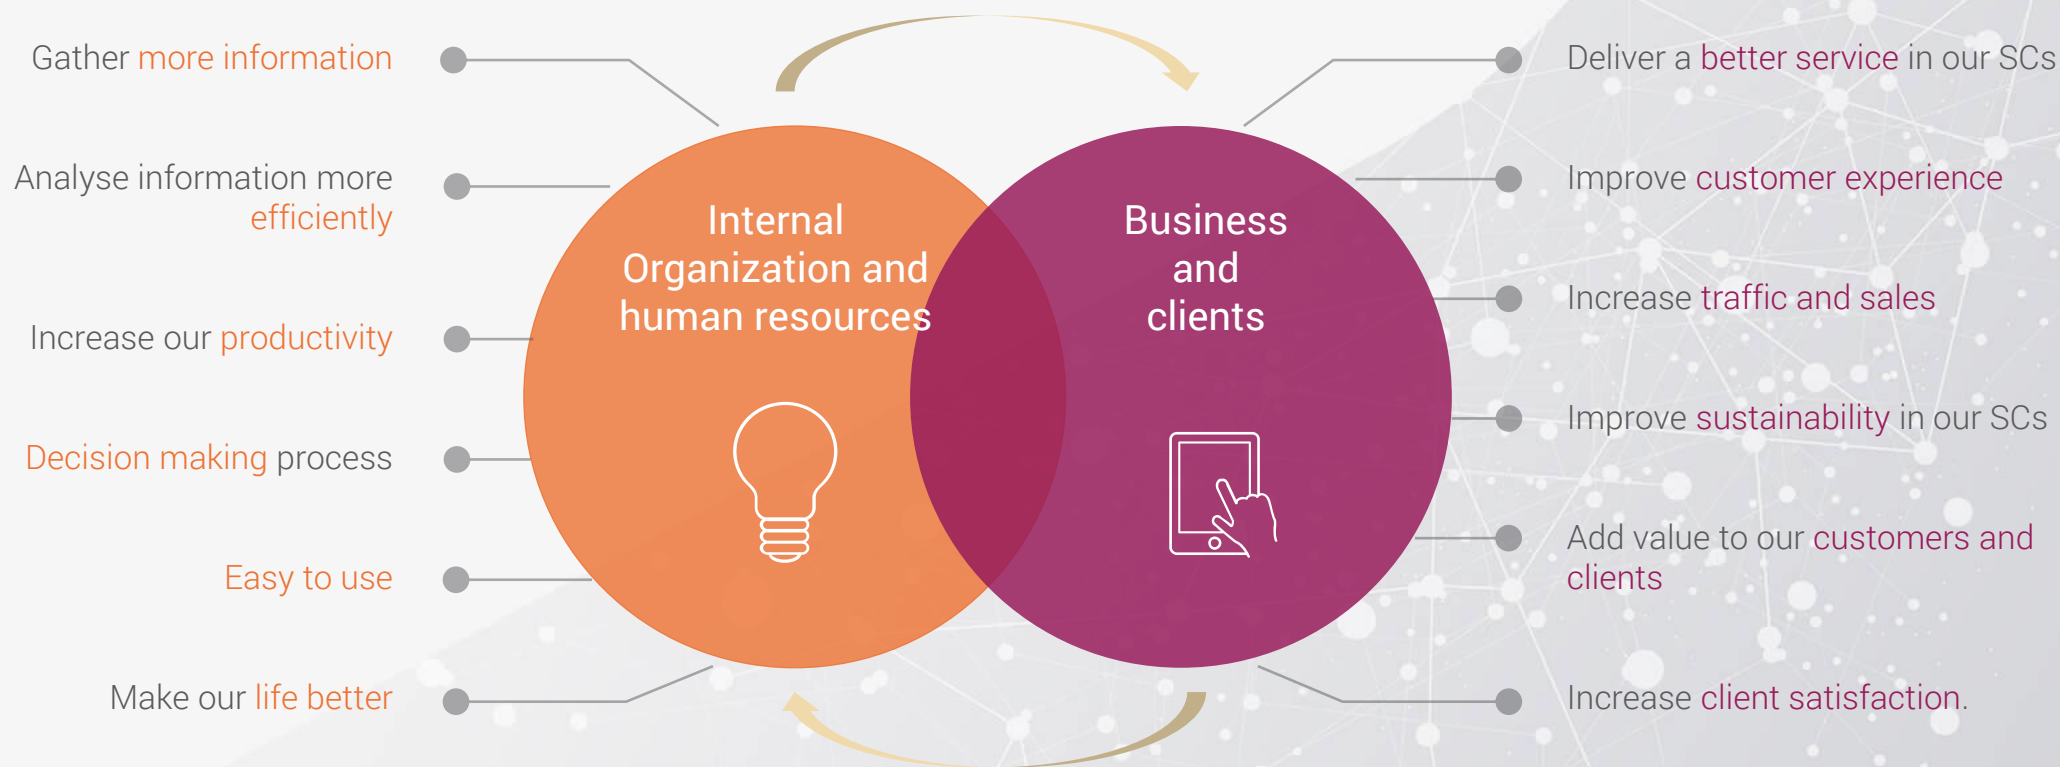 Gather more information
Analyse information more
efficiently
Increase our productivity
Decision making process
Easy to use
Make our life better
Internal
Organization and
human resources
Business
and
clients
Deliver a better service in our SCs
Improve customer experience
Increase traffic and sales
Improve sustainability in our SCs
Add value to our customers and
clients
Increase client satisfaction.